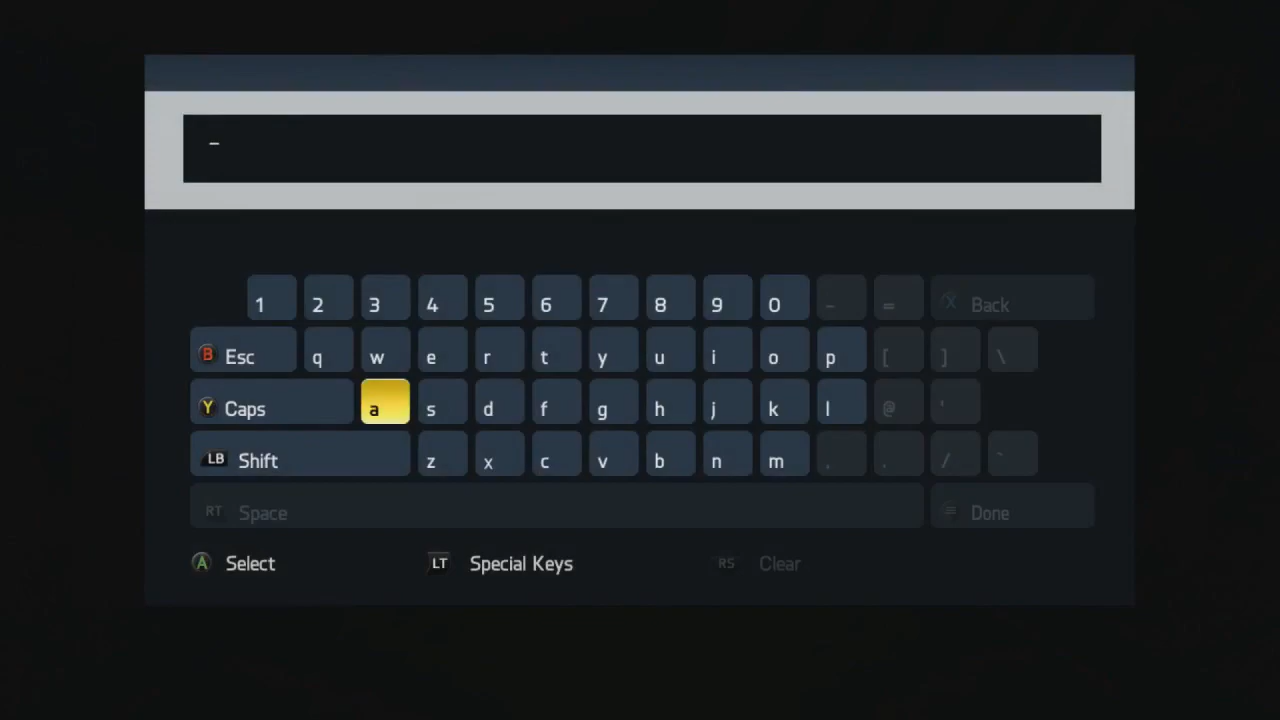 _
1 2 3 4 5 6 7 8 9 0 - = X Back
B Esc q w e r t y u i o p [ ] \
Y Caps a s d f g h j k l @ '
LB Shift z x c v b n m , . / `
RT Space ≡ Done
A Select LT Special Keys RS Clear